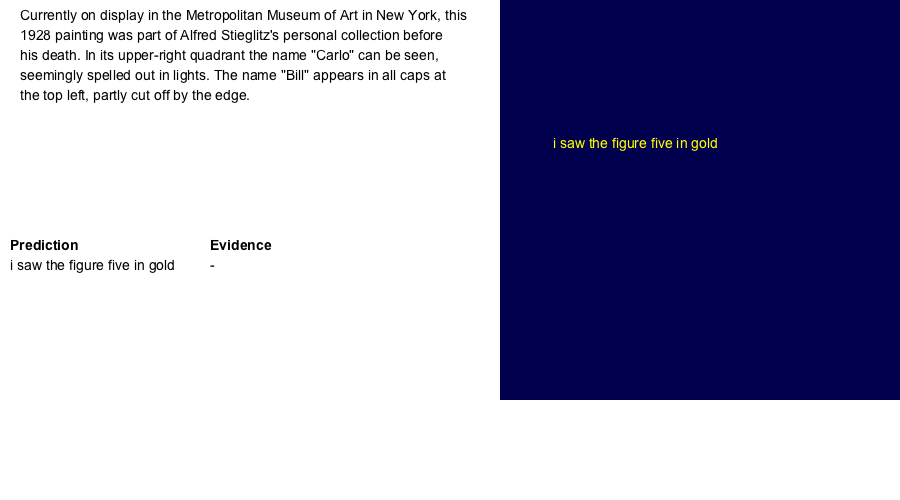 Currently on display in the Metropolitan Museum of Art in New York, this
1928 painting was part of Alfred Stieglitz's personal collection before
his death. In its upper-right quadrant the name "Carlo" can be seen,
seemingly spelled out in lights. The name "Bill" appears in all caps at
the top left, partly cut off by the edge.
i saw the figure five in gold
Prediction Evidence
i saw the figure five in gold -